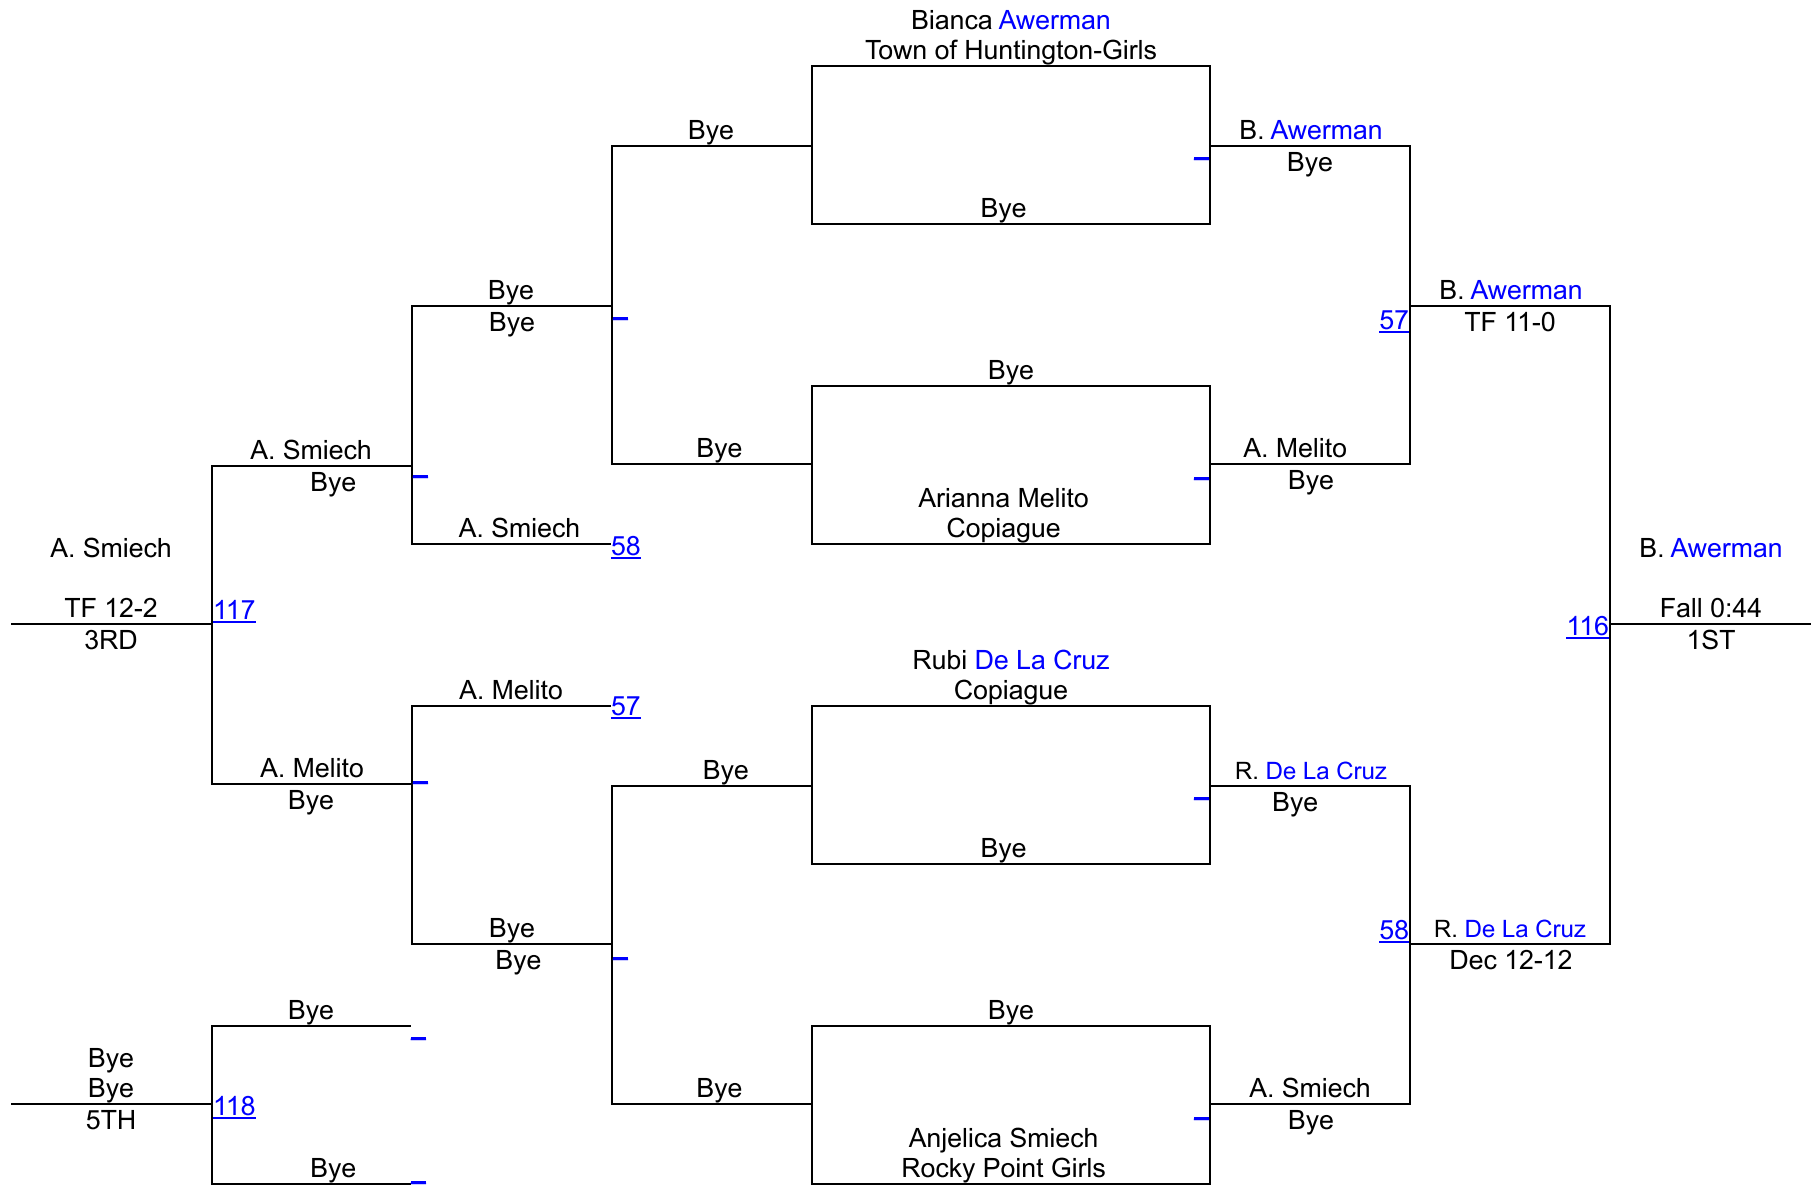 Bianca Awerman
Town of Huntington-Girls
Bye
B. Awerman
Bye
Bye
Bye
Bye
B. Awerman
57
TF 11-0
Bye
Bye
A. Melito
Bye
A. Smiech
Bye
Arianna Melito
Copiague
A. Smiech
58
A. Smiech
TF 12-2
3RD
117
B. Awerman
Fall 0:44
1ST
116
Rubi De La Cruz
Copiague
A. Melito
57
Bye
R. De La Cruz
Bye
A. Melito
Bye
Bye
Bye
Bye
58
R. De La Cruz
Dec 12-12
Bye
Bye
Bye
Bye
5TH
118
Bye
A. Smiech
Bye
Anjelica Smiech
Rocky Point Girls
Bye